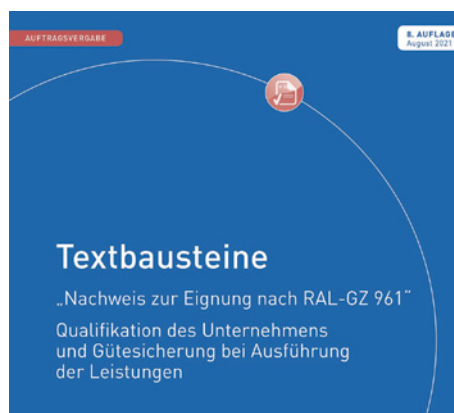 AUFTRAGSVERGABE
8. AUFLAGE
August 2021
Textbausteine
„Nachweis zur Eignung nach RAL-GZ 961“
Qualifikation des Unternehmens
und Gütesicherung bei Ausführung
der Leistungen